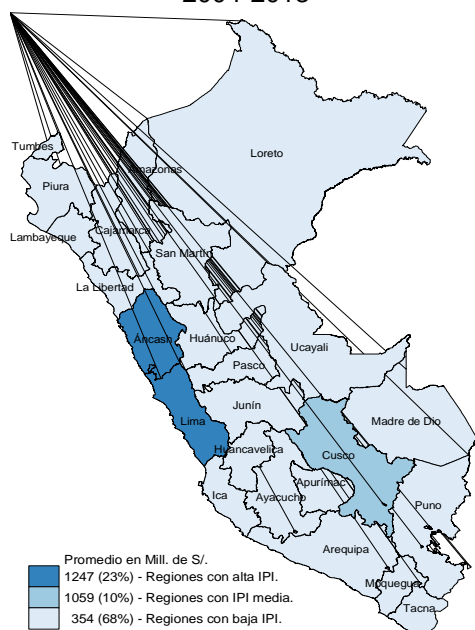 2004-2018
Loreto
Tumbes
Amazonas
Piura
Cajamarca
Lambayeque
San Martín
La Libertad
Áncash
Huánuco
Ucayali
Pasco
Junín
Madre de Dio
Lima
Huancavelica
Cusco
Apurímac
Ica
Ayacucho
Puno
Arequipa
Moquegua
Tacna
Promedio en Mill. de S/.
1247 (23%) - Regiones con alta IPI.
1059 (10%) - Regiones con IPI media.
354 (68%) - Regiones con baja IPI.